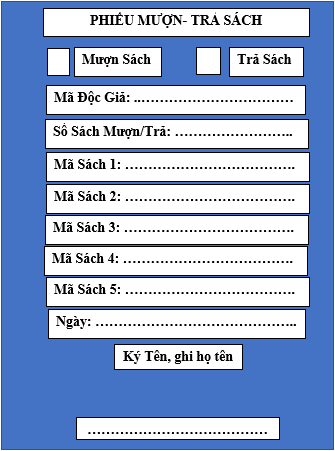 PHIẾU MƯỢN- TRẢ SÁCH
Mượn Sách Trả Sách
Mã Độc Giả: ..……………………………
Số Sách Mượn/Trả: ……………………..
Mã Sách 1: ……………………………….
Mã Sách 2: ……………………………….
Mã Sách 3: ……………………………….
Mã Sách 4: ……………………………….
Mã Sách 5: ……………………………….
Ngày: ……………………………………..
Ký Tên, ghi họ tên
…………………………………